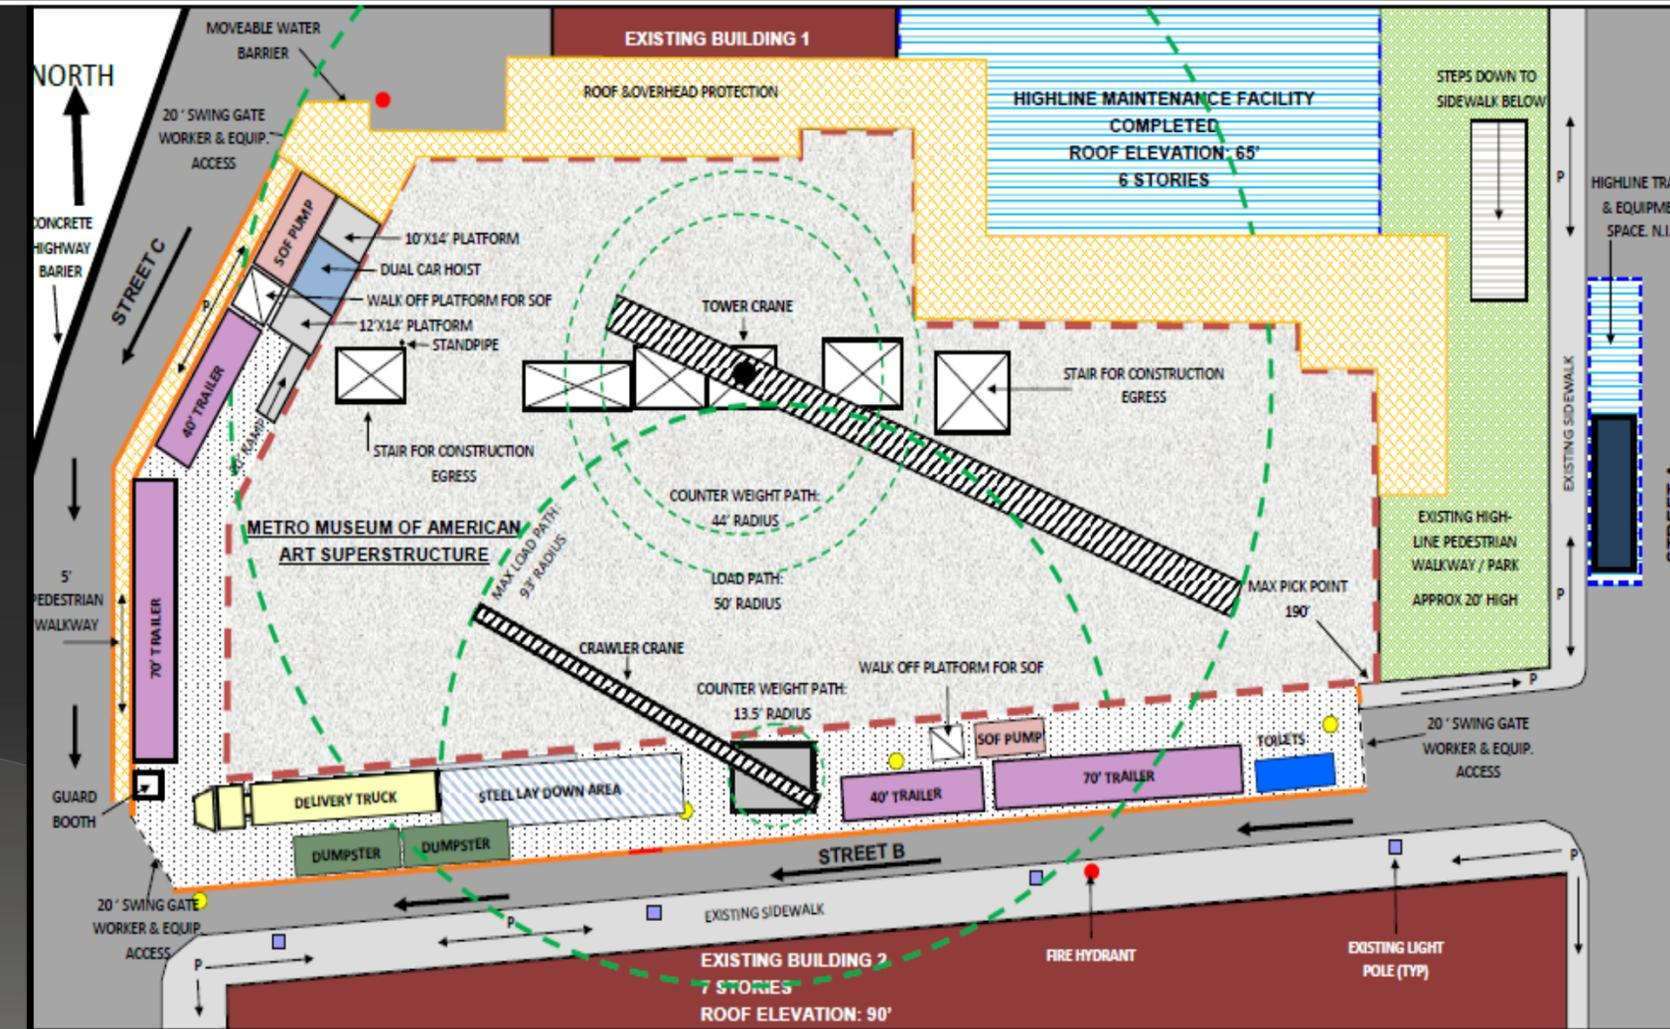 MOVEABLE WATER
BARRIER
EXISTING BUILDING 1
NORTH
20 ' SWING GATE
WORKER & EQUIP.
ACCESS
ROOF &OVERHEAD PROTECTION
HIGHLINE MAINTENANCE FACILITY
COMPLETED
ROOF ELEVATION: 65'
6 STORIES
STEPS DOWN TO
SIDEWALK BELOW
P
HIGHLINE TRA
& EQUIPME
SPACE. N.I.
CONCRETE
HIGHWAY
BARIER
STREET C
SOF PUMP
10'X14' PLATFORM
DUAL CAR HOIST
WALK OFF PLATFORM FOR SOF
12'X14' PLATFORM
STANDPIPE
P
40' TRAILER
TOWER CRANE
STAIR FOR CONSTRUCTION
EGRESS
STAIR FOR CONSTRUCTION
EGRESS
EXISTING SIDEWALK
METRO MUSEUM OF AMERICAN
ART SUPERSTRUCTURE
MAX LOAD PATH:
93' RADIUS
COUNTER WEIGHT PATH:
44' RADIUS
LOAD PATH:
50' RADIUS
EXISTING HIGH-
LINE PEDESTRIAN
WALKWAY / PARK
APPROX 20' HIGH
P
5'
PEDESTRIAN
WALKWAY
70' TRAILER
MAX PICK POINT
190'
CRAWLER CRANE
COUNTER WEIGHT PATH:
13.5' RADIUS
WALK OFF PLATFORM FOR SOF
SOF PUMP
TOILETS
P
20 ' SWING GATE
WORKER & EQUIP.
ACCESS
GUARD
BOOTH
DELIVERY TRUCK
STEEL LAY DOWN AREA
40' TRAILER
70' TRAILER
DUMPSTER
DUMPSTER
STREET B
P
20 ' SWING GATE
WORKER & EQUIP
ACCESS
P
P
EXISTING SIDEWALK
EXISTING BUILDING 2
7 STORIES
ROOF ELEVATION: 90'
FIRE HYDRANT
EXISTING LIGHT
POLE (TYP)